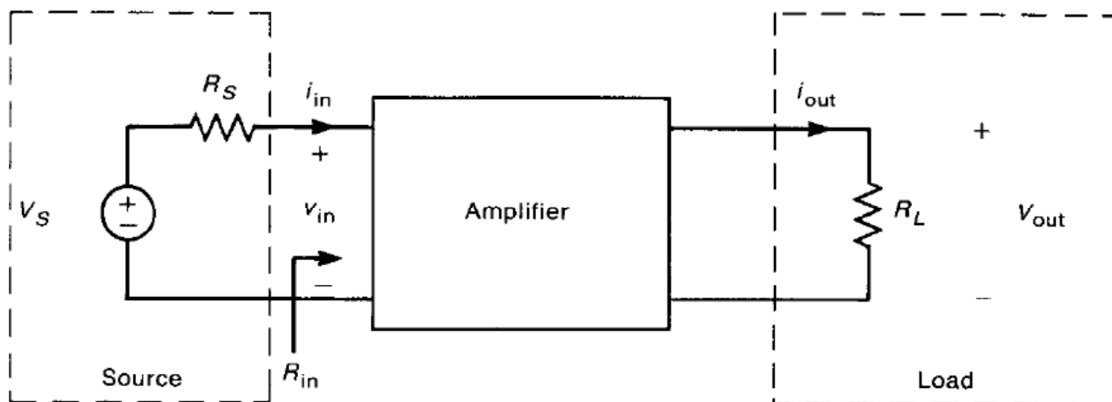 R_S
i_in
i_out
+
+
V_S
+
−
v_in
Amplifier
R_L
v_out
−
−
Source
R_in
Load